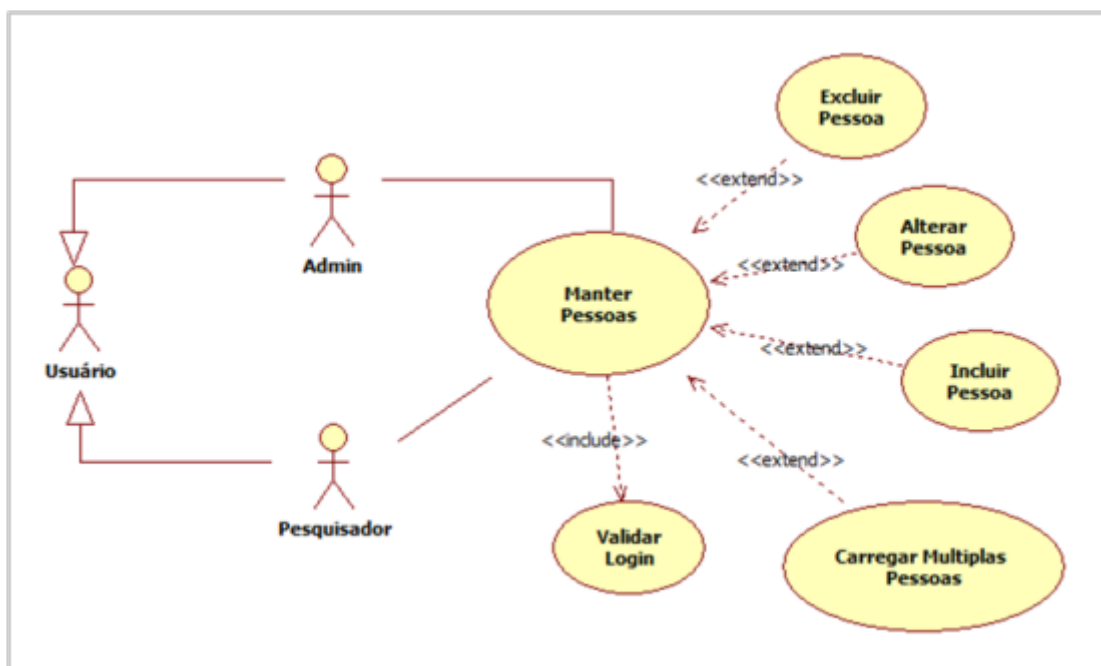 Excluir
Pessoa
<<extend>>
Alterar
Pessoa
<<extend>>
Admin
Manter
Pessoas
Usuário
<<extend>>
Incluir
Pessoa
<<include>>
<<extend>>
Pesquisador
Validar
Login
Carregar Multiplas
Pessoas